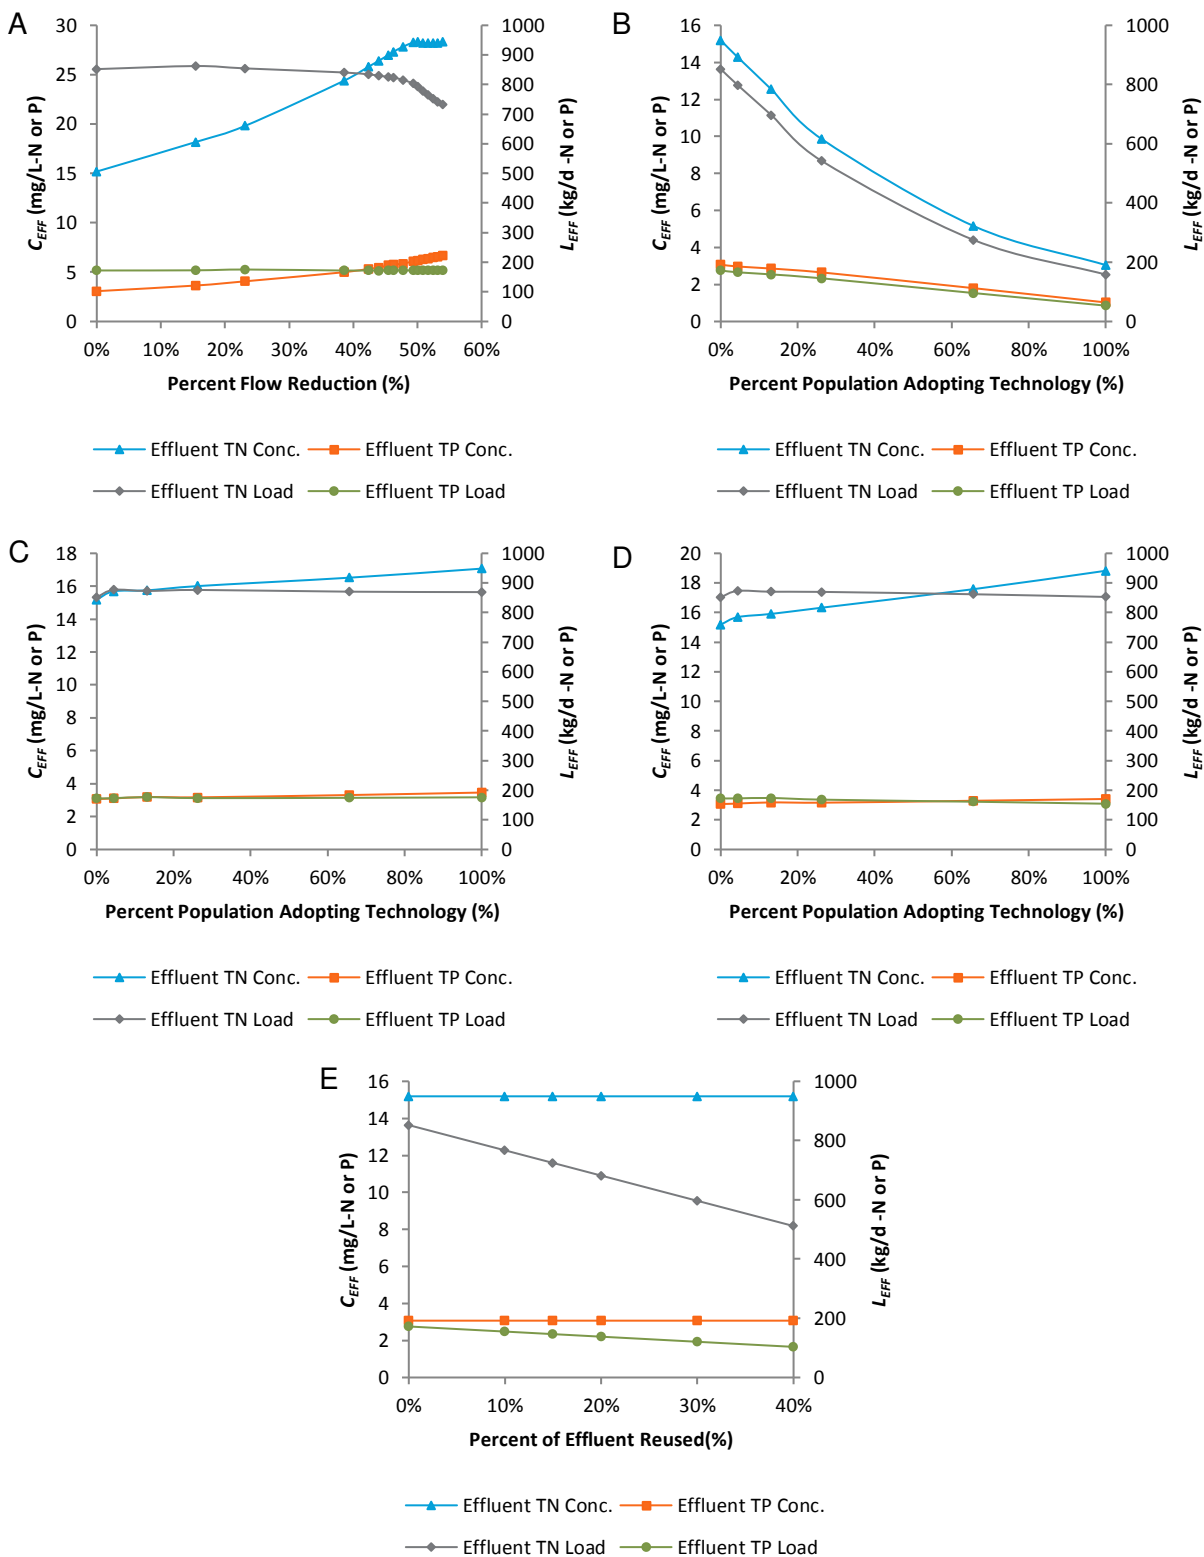 A
30
25
20
15
10
5
0
C_EFF (mg/L-N or P)
1000
900
800
700
600
500
400
300
200
100
0
L_EFF (kg/d -N or P)
0% 10% 20% 30% 40% 50% 60%
Percent Flow Reduction (%)
Effluent TN Conc. Effluent TP Conc.
Effluent TN Load Effluent TP Load
B
16
14
12
10
8
6
4
2
0
C_EFF (mg/L-N or P)
1000
800
600
400
200
0
L_EFF (kg/d -N or P)
0% 20% 40% 60% 80% 100%
Percent Population Adopting Technology (%)
Effluent TN Conc. Effluent TP Conc.
Effluent TN Load Effluent TP Load
C
18
16
14
12
10
8
6
4
2
0
C_EFF (mg/L-N or P)
1000
900
800
700
600
500
400
300
200
100
0
L_EFF (kg/d -N or P)
0% 20% 40% 60% 80% 100%
Percent Population Adopting Technology (%)
Effluent TN Conc. Effluent TP Conc.
Effluent TN Load Effluent TP Load
D
20
18
16
14
12
10
8
6
4
2
0
C_EFF (mg/L-N or P)
1000
900
800
700
600
500
400
300
200
100
0
L_EFF (kg/d -N or P)
0% 20% 40% 60% 80% 100%
Percent Population Adopting Technology (%)
Effluent TN Conc. Effluent TP Conc.
Effluent TN Load Effluent TP Load
E
16
14
12
10
8
6
4
2
0
C_EFF (mg/L-N or P)
1000
800
600
400
200
0
L_EFF (kg/d -N or P)
0% 10% 20% 30% 40%
Percent of Effluent Reused(%)
Effluent TN Conc. Effluent TP Conc.
Effluent TN Load Effluent TP Load